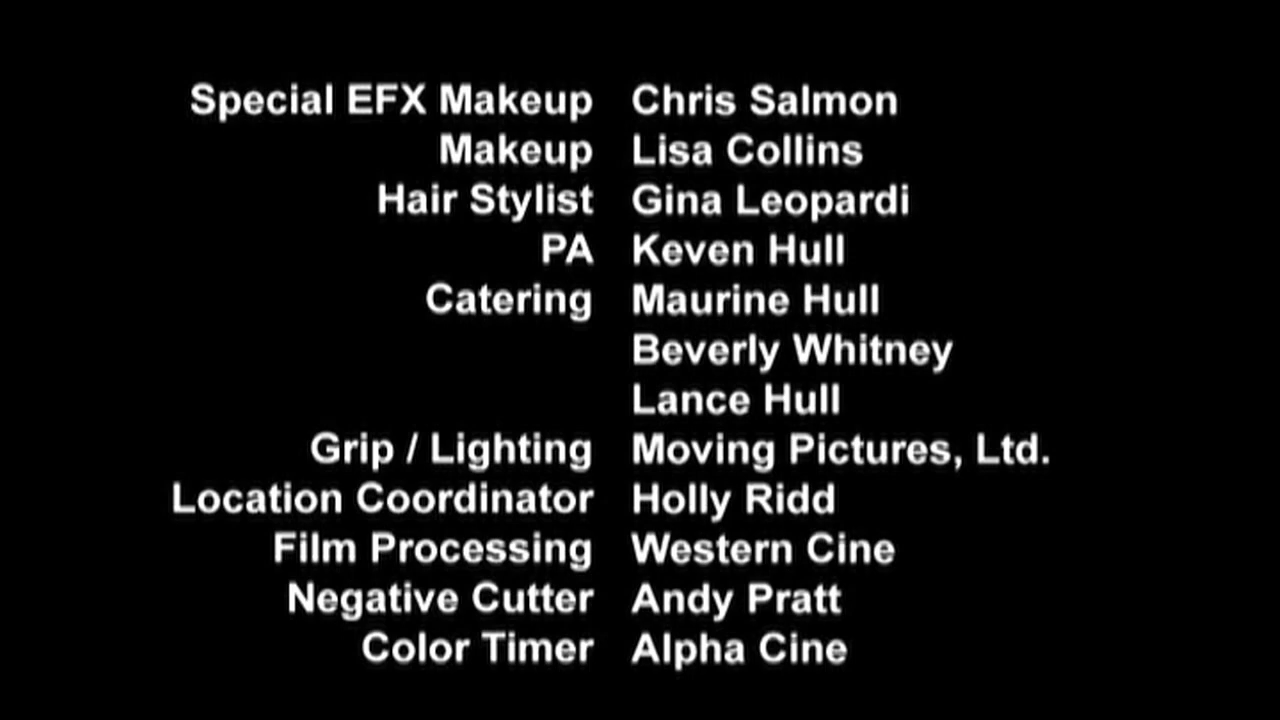 Special EFX Makeup Chris Salmon
Makeup Lisa Collins
Hair Stylist Gina Leopardi
PA Keven Hull
Catering Maurine Hull
Beverly Whitney
Lance Hull
Grip / Lighting Moving Pictures, Ltd.
Location Coordinator Holly Ridd
Film Processing Western Cine
Negative Cutter Andy Pratt
Color Timer Alpha Cine